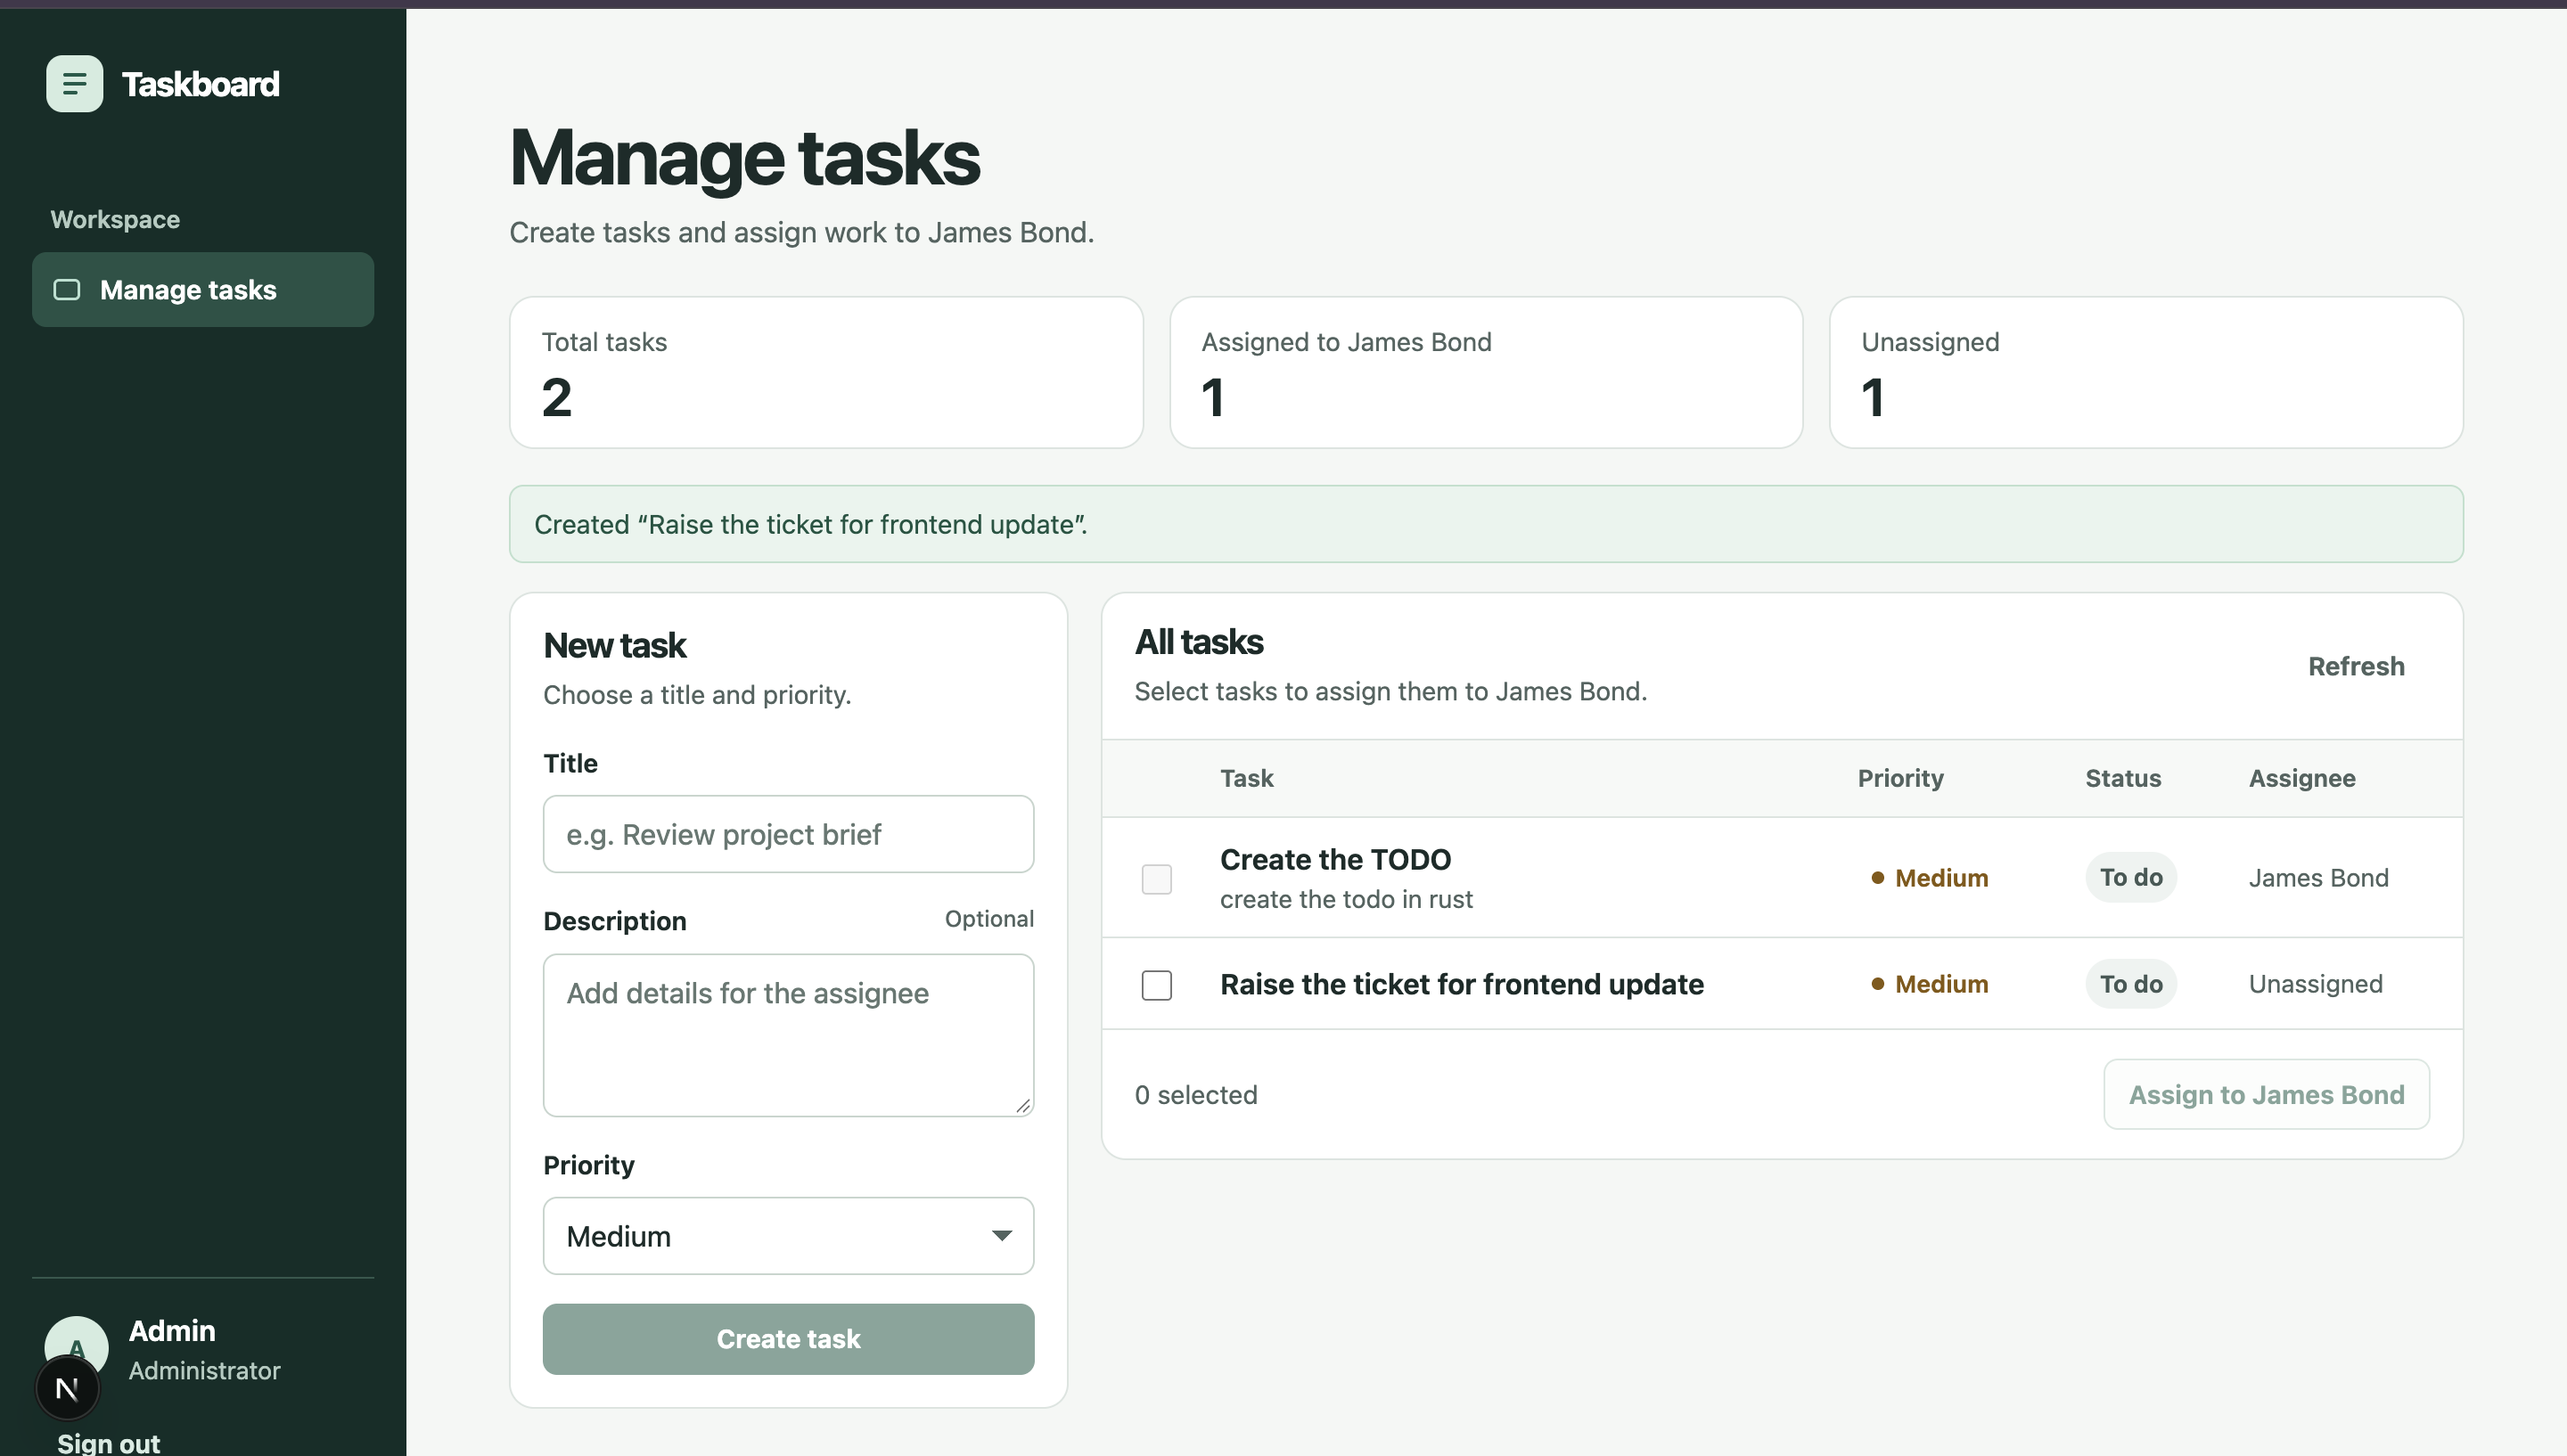 Taskboard
Workspace
Manage tasks
Admin
A
Administrator
N
Sign out
Manage tasks
Create tasks and assign work to James Bond.
Total tasks
2
Assigned to James Bond
1
Unassigned
1
Created “Raise the ticket for frontend update”.
New task
Choose a title and priority.
Title
e.g. Review project brief
Description Optional
Add details for the assignee
Priority
Medium
Create task
All tasks
Select tasks to assign them to James Bond.
Refresh
Task Priority Status Assignee
Create the TODO
create the todo in rust
Medium To do James Bond
Raise the ticket for frontend update Medium To do Unassigned
0 selected Assign to James Bond